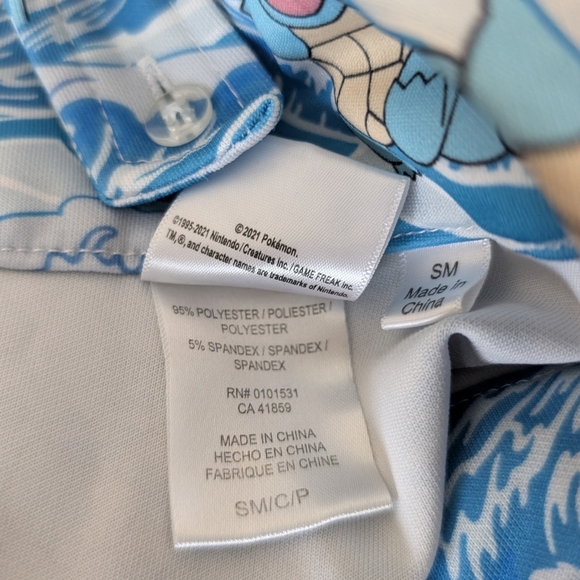 ©2021 Pokémon.
©1995-2021 Nintendo/Creatures Inc./GAME FREAK Inc.
TM,®, and character names are trademarks of Nintendo.
95% POLYESTER / POLIESTER /
POLYESTER
5% SPANDEX / SPANDEX /
SPANDEX
RN# 0101531
CA 41859
MADE IN CHINA
HECHO EN CHINA
FABRIQUE EN CHINE
SM/C/P
SM
Made in
China